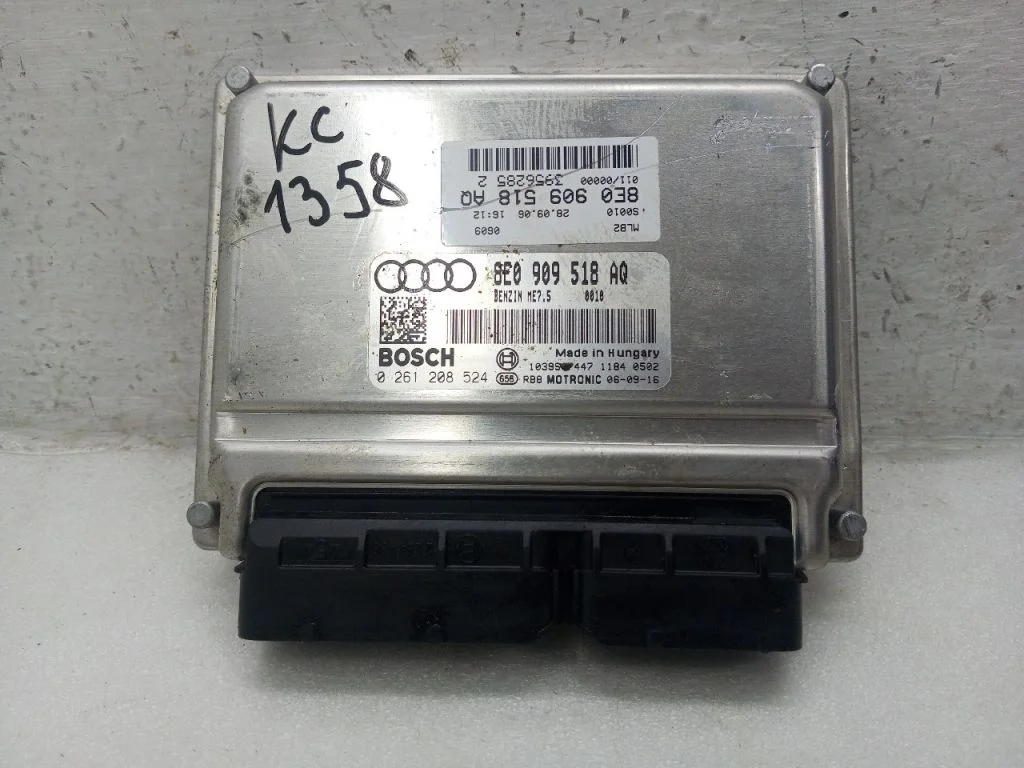 KC
1358
MLB2 0609
S0010 28.09.06 16:12
8E0 909 518 AQ
3956285 2
011/00000
8E0 909 518 AQ
BENZIN ME7.5 0010
BOSCH
Made in Hungary
447 1184 0502
0 261 208 524 656 RBB MOTRONIC 06-09-16